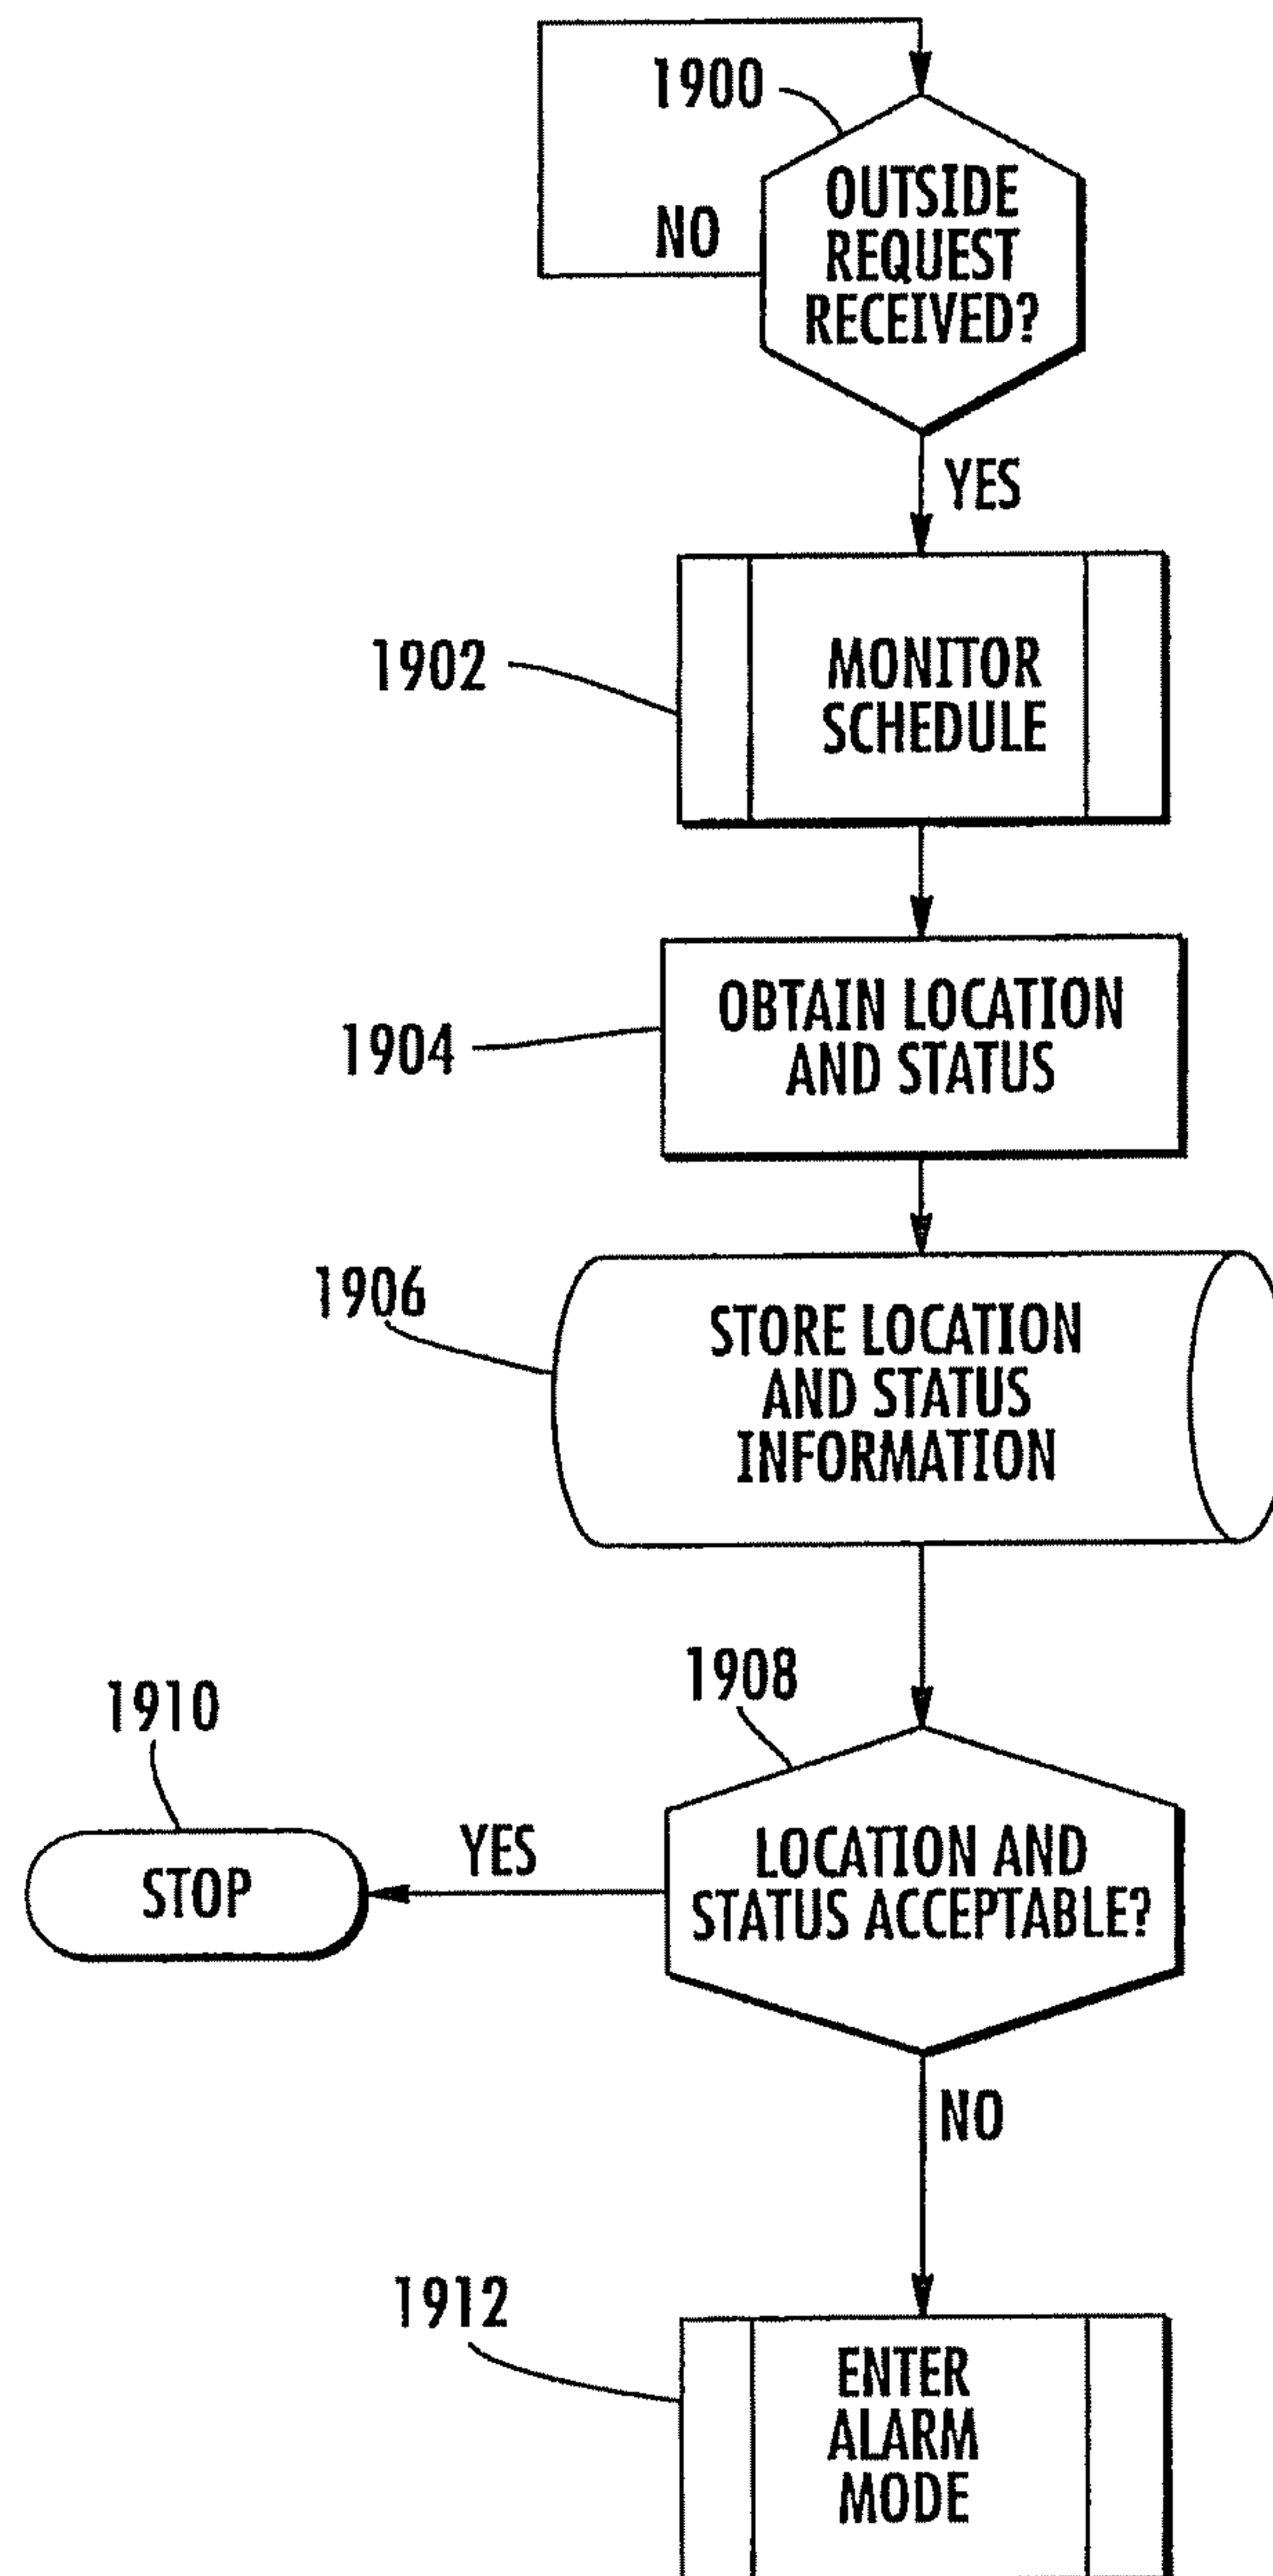 1900
OUTSIDE
REQUEST
RECEIVED?
NO
YES
1902
MONITOR
SCHEDULE
1904
OBTAIN LOCATION
AND STATUS
1906
STORE LOCATION
AND STATUS
INFORMATION
1908
1910
LOCATION AND
STATUS ACCEPTABLE?
YES
STOP
NO
1912
ENTER
ALARM
MODE